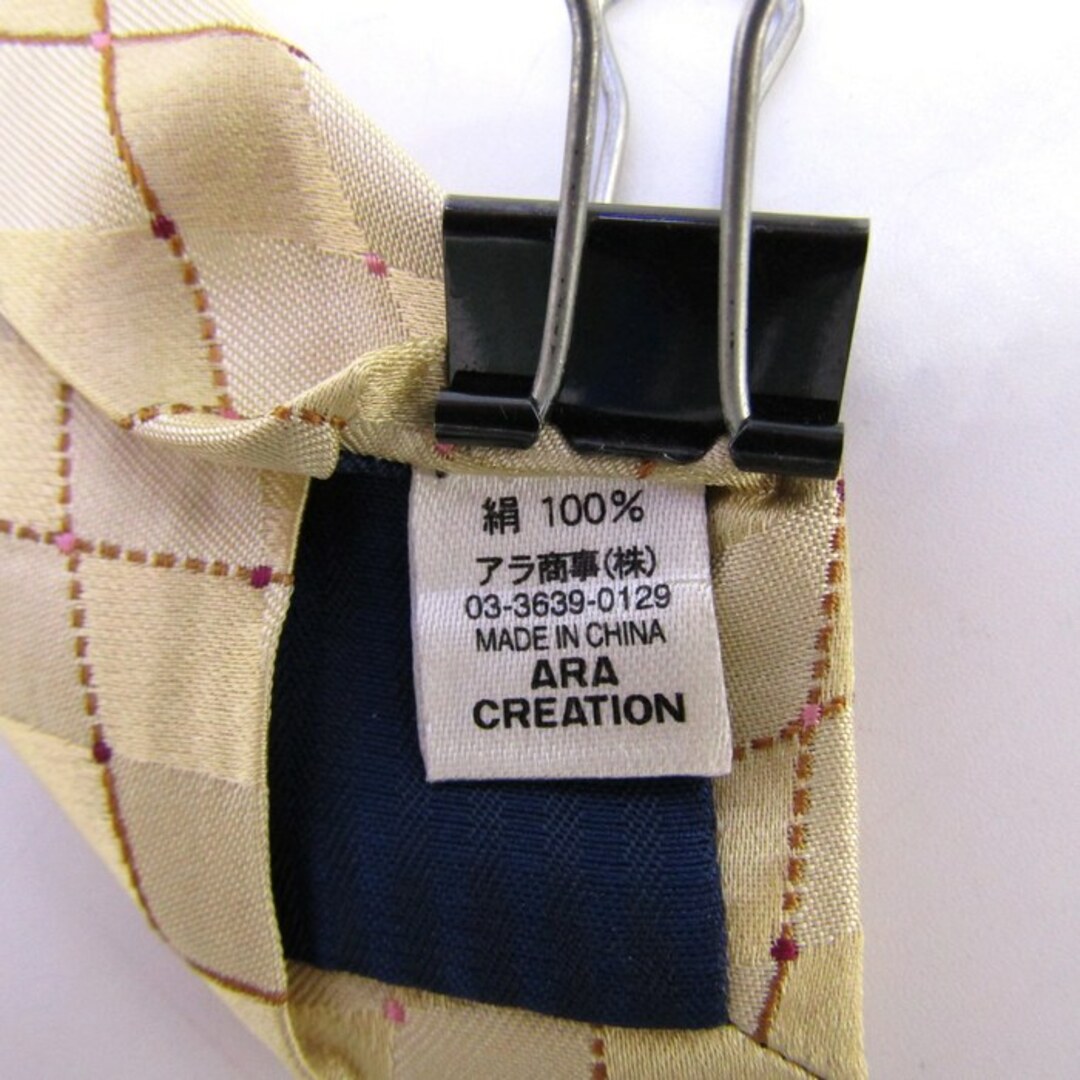 絹 100%
アラ商事(株)
03-3639-0129
MADE IN CHINA
ARA
CREATION